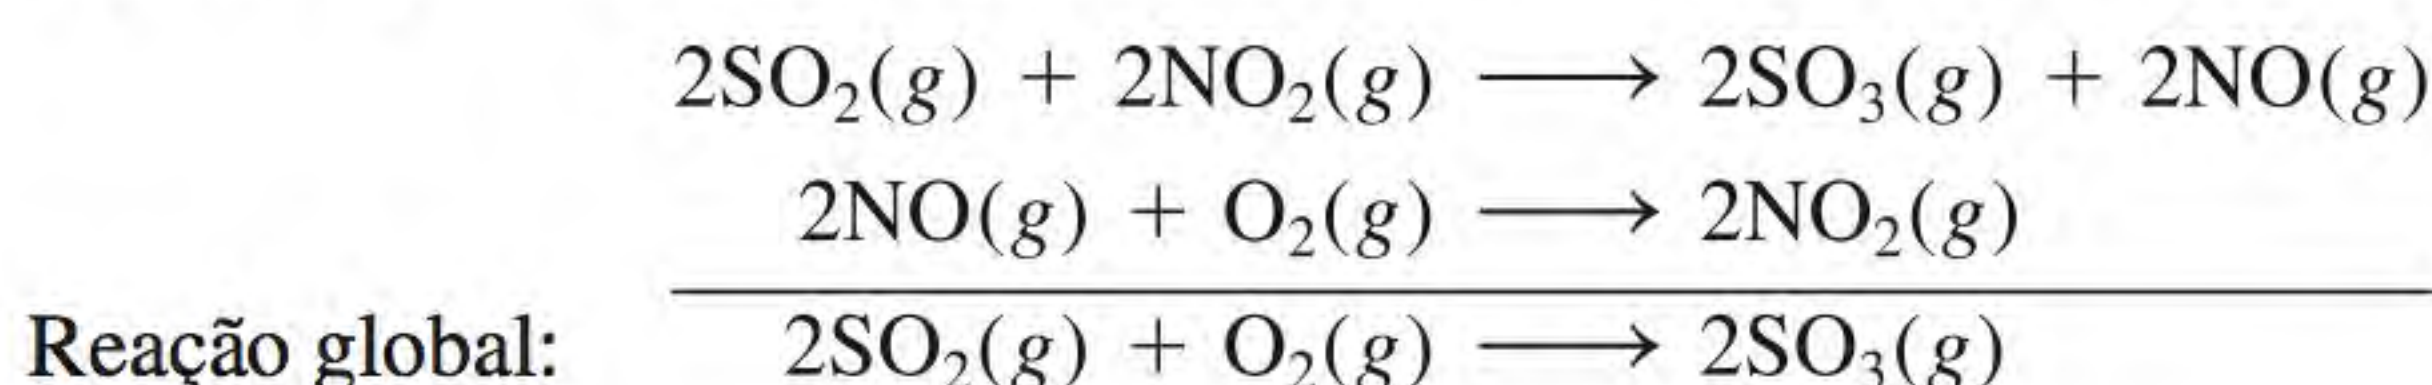 2SO₂(g) + 2NO₂(g) ⟶ 2SO₃(g) + 2NO(g)
2NO(g) + O₂(g) ⟶ 2NO₂(g)
Reação global: 2SO₂(g) + O₂(g) ⟶ 2SO₃(g)